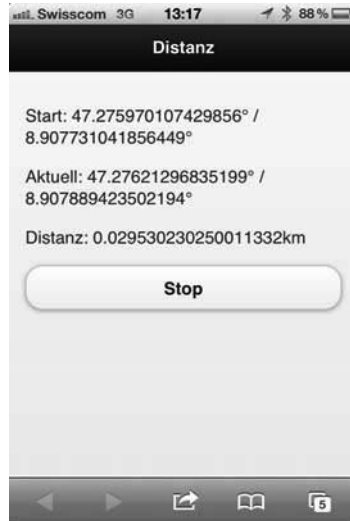 Swisscom 3G 13:17 88 %
Distanz
Start: 47.275970107429856° /
8.907731041856449°
Aktuell: 47.27621296835199° /
8.907889423502194°
Distanz: 0.029530230250011332km
Stop
5